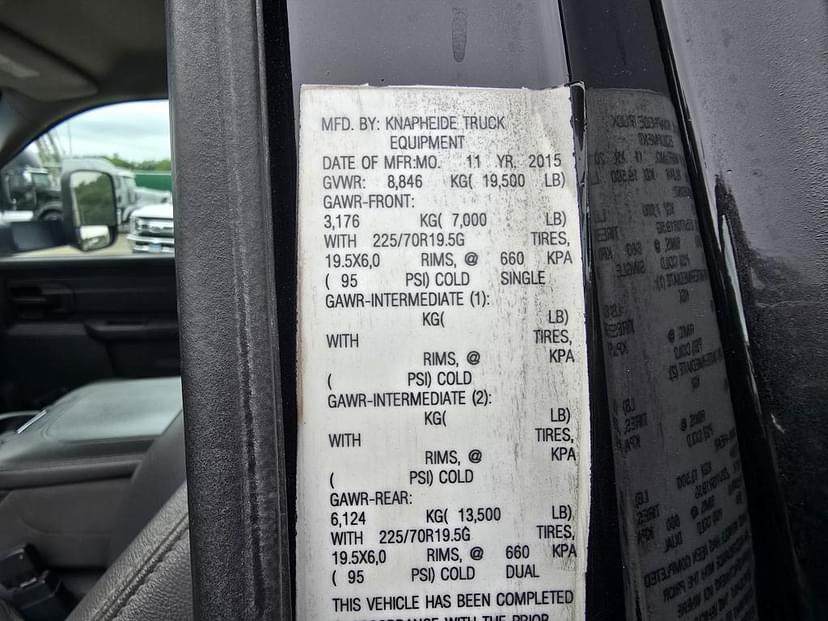 MFD. BY: KNAPHEIDE TRUCK
EQUIPMENT
DATE OF MFR:MO. 11 YR. 2015
GVWR: 8,846 KG( 19,500 LB)
GAWR-FRONT:
3,176 KG( 7,000 LB)
WITH 225/70R19.5G TIRES,
19.5X6,0 RIMS, @ 660 KPA
( 95 PSI) COLD SINGLE
GAWR-INTERMEDIATE (1):
KG( LB)
WITH TIRES,
RIMS, @ KPA
( PSI) COLD
GAWR-INTERMEDIATE (2):
KG( LB)
WITH TIRES,
RIMS, @ KPA
( PSI) COLD
GAWR-REAR:
6,124 KG( 13,500 LB)
WITH 225/70R19.5G TIRES,
19.5X6,0 RIMS, @ 660 KPA
( 95 PSI) COLD DUAL
THIS VEHICLE HAS BEEN COMPLETED
ACCORDANCE WITH THE PRIOR